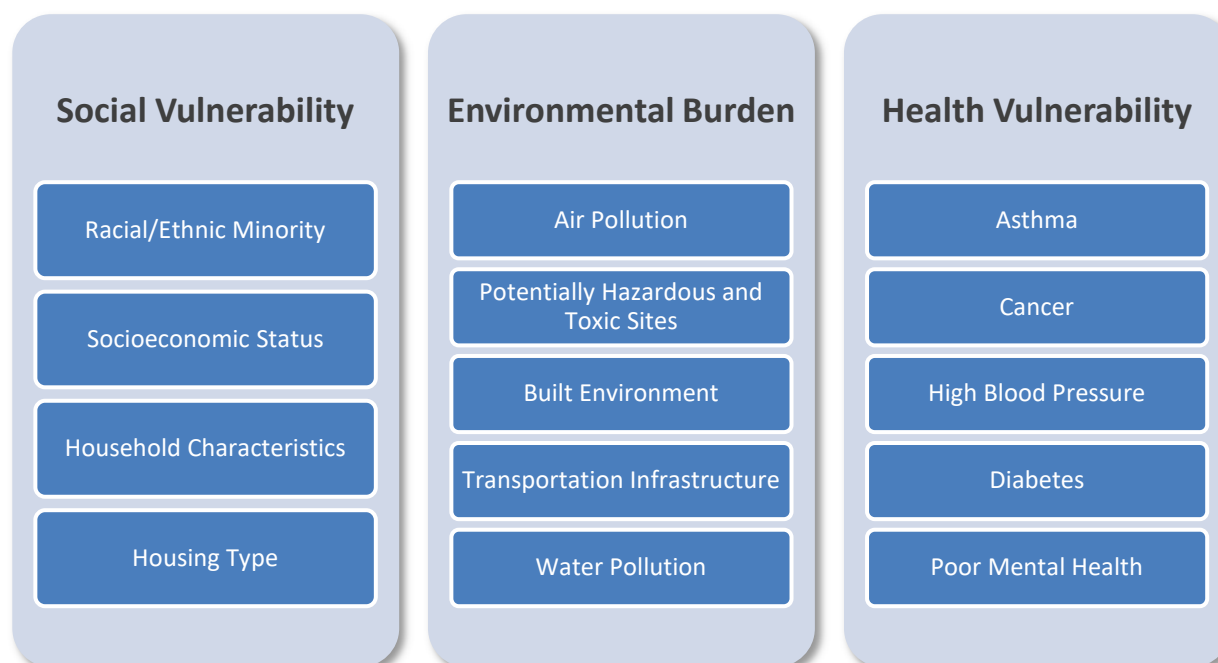 Social Vulnerability
Racial/Ethnic Minority
Socioeconomic Status
Household Characteristics
Housing Type
Environmental Burden
Air Pollution
Potentially Hazardous and
Toxic Sites
Built Environment
Transportation Infrastructure
Water Pollution
Health Vulnerability
Asthma
Cancer
High Blood Pressure
Diabetes
Poor Mental Health